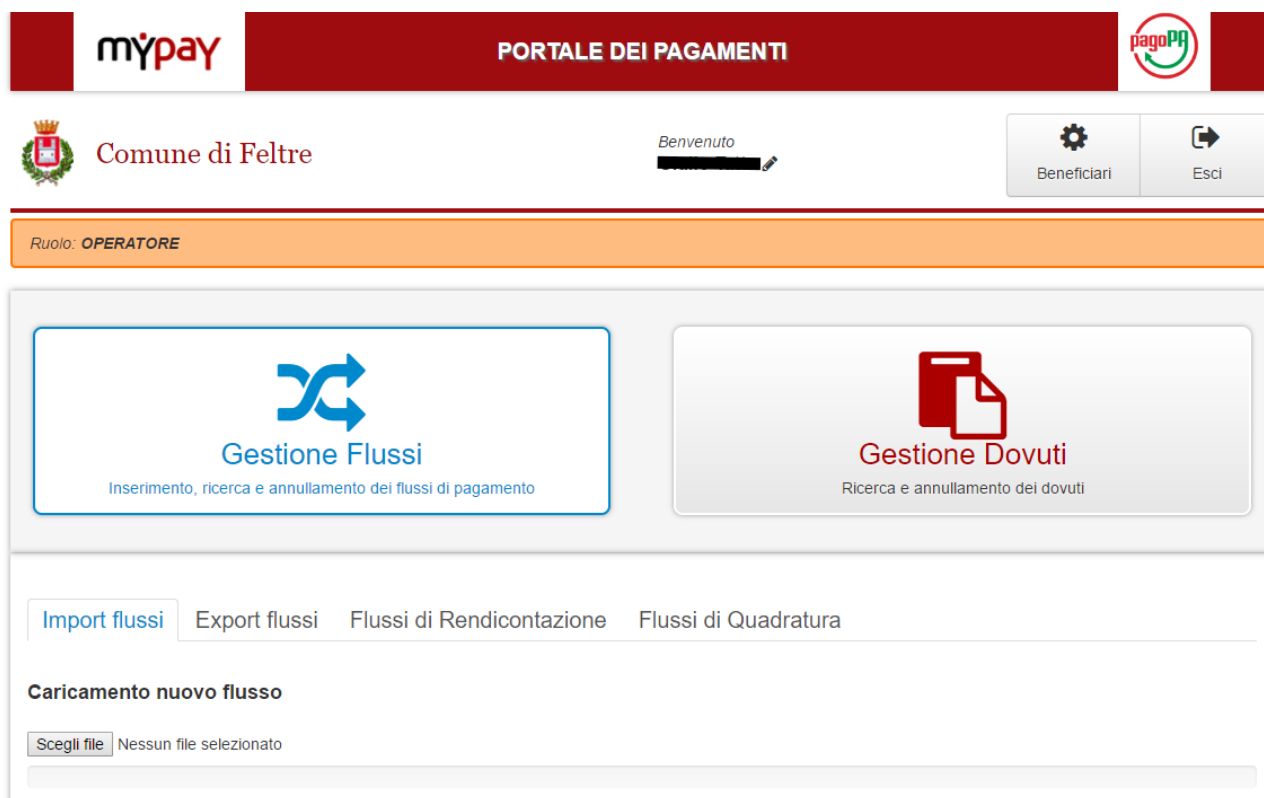 mypay
PORTALE DEI PAGAMENTI
pagoPA
Comune di Feltre
Benvenuto
Beneficiari
Esci
Ruolo: OPERATORE
Gestione Flussi
Inserimento, ricerca e annullamento dei flussi di pagamento
Gestione Dovuti
Ricerca e annullamento dei dovuti
Import flussi Export flussi Flussi di Rendicontazione Flussi di Quadratura
Caricamento nuovo flusso
Scegli file Nessun file selezionato